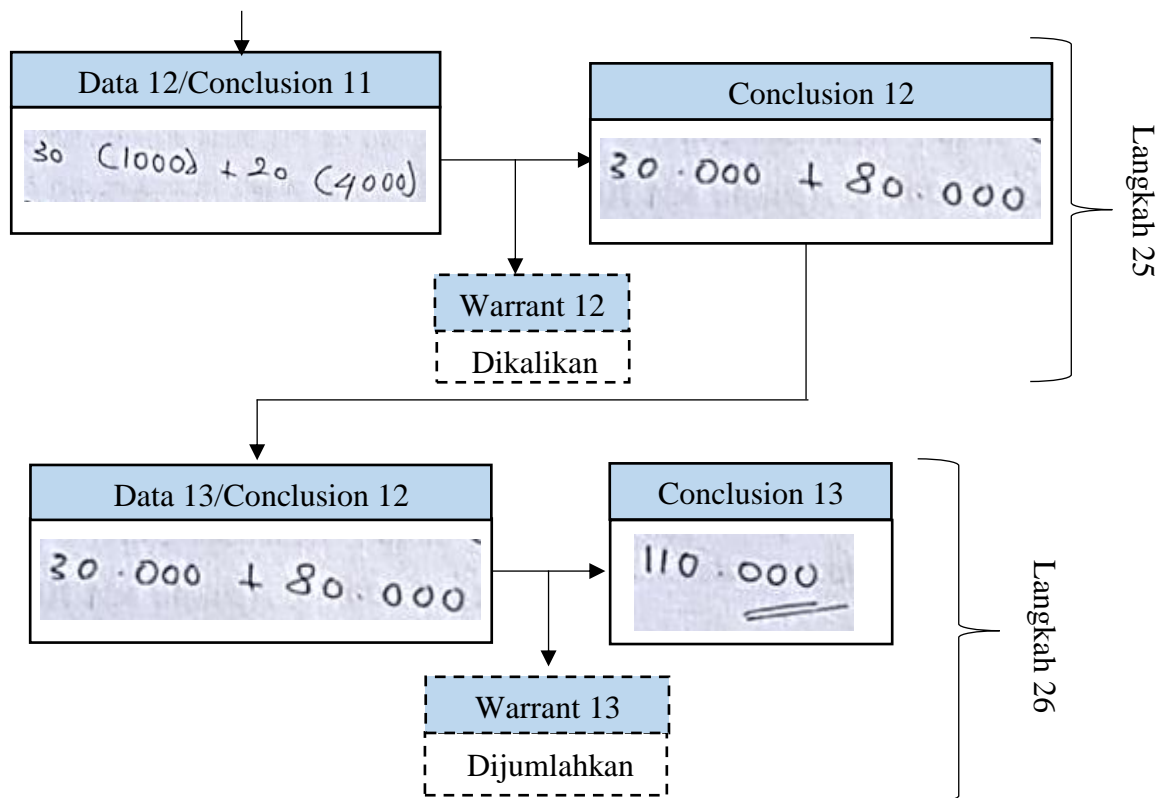 Data 12/Conclusion 11
30 (1000) + 20 (4000)
Conclusion 12
30.000 + 80.000
Warrant 12
Dikalikan
Langkah 25
Data 13/Conclusion 12
30.000 + 80.000
Conclusion 13
110.000
Warrant 13
Dijumlahkan
Langkah 26